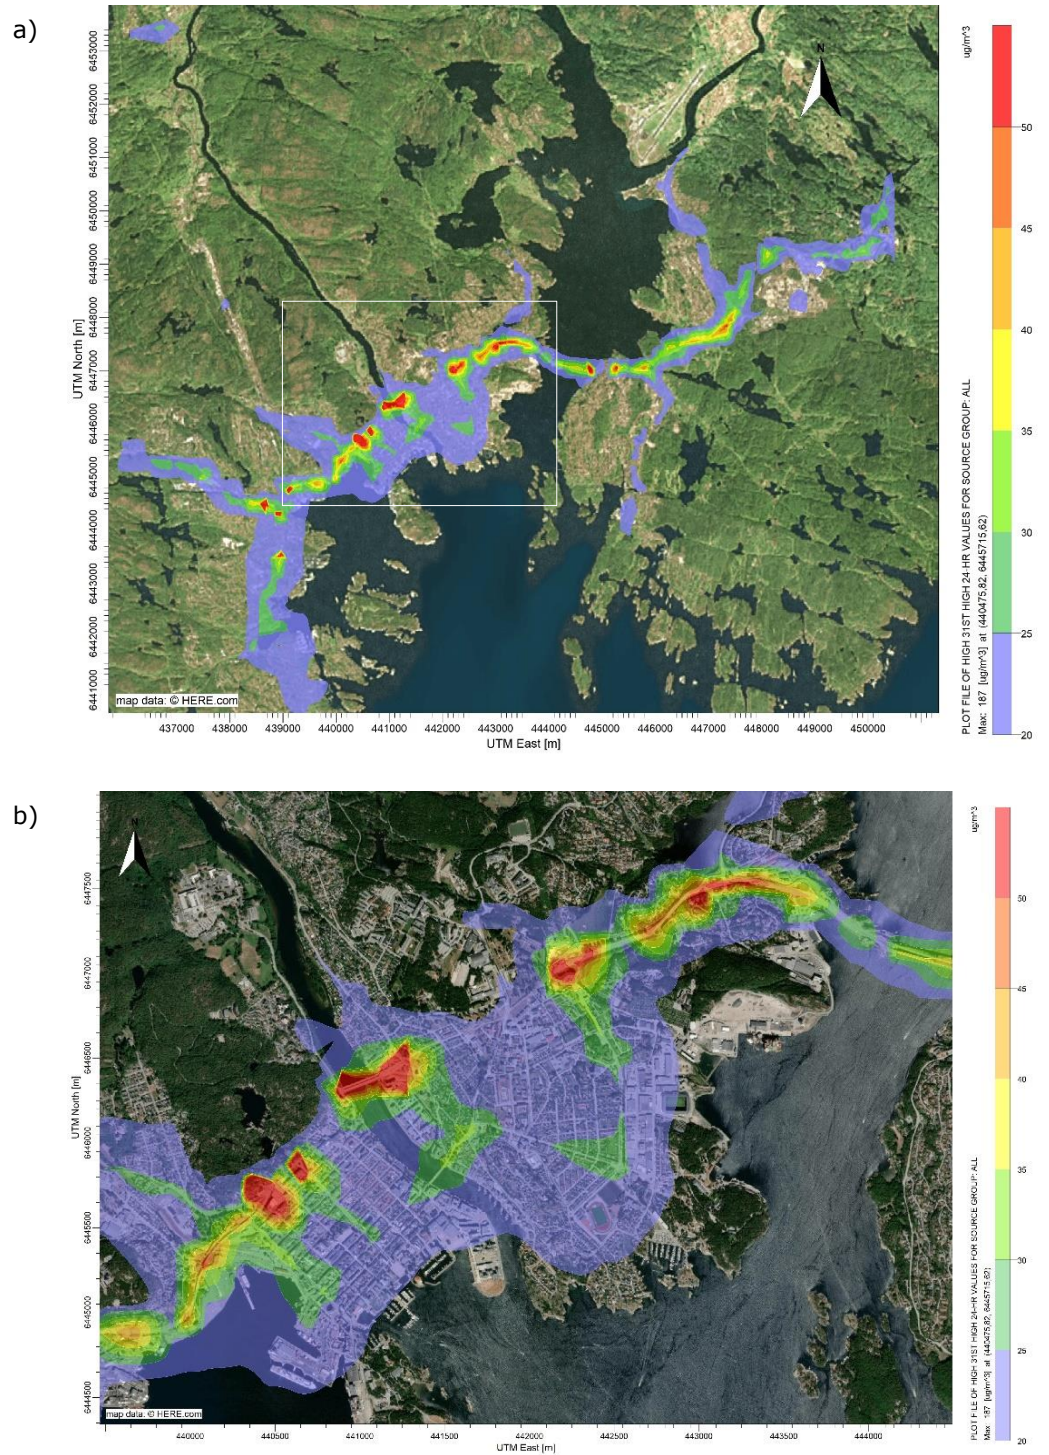 a)
N
ug/m^3
50
45
40
35
30
25
20
PLOT FILE OF HIGH 31ST HIGH 24-HR VALUES FOR SOURCE GROUP: ALL
Max: 187 [ug/m^3] at (440475,82, 6445715,62)
UTM North [m]
6453000
6452000
6451000
6450000
6449000
6448000
6447000
6446000
6445000
6444000
6443000
6442000
6441000
map data: © HERE.com
437000 439000 440000 441000 442000 443000 445000 446000 447000 448000 450000
UTM East [m]
b)
ug/m^3
50
45
40
35
30
25
20
PLOT FILE OF HIGH 31ST HIGH 24-HR VALUES FOR SOURCE GROUP: ALL
Max: 187 [ug/m^3] at (440475,82, 6445715,62)
UTM North [m]
6447500
6447000
6446500
6446000
6445500
6445000
6444500
map data: © HERE.com
440000 440500 441000 441500 442000 442500 443000 443500 444000
UTM East [m]